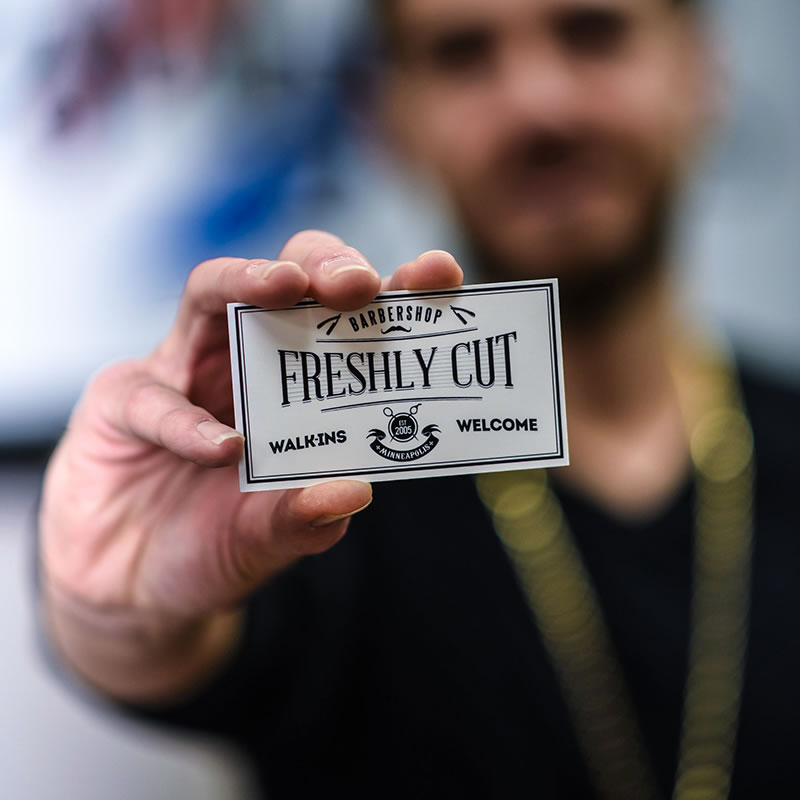 BARBERSHOP
FRESHLY CUT
WALK-INS
EST
2005
MINNEAPOLIS
WELCOME